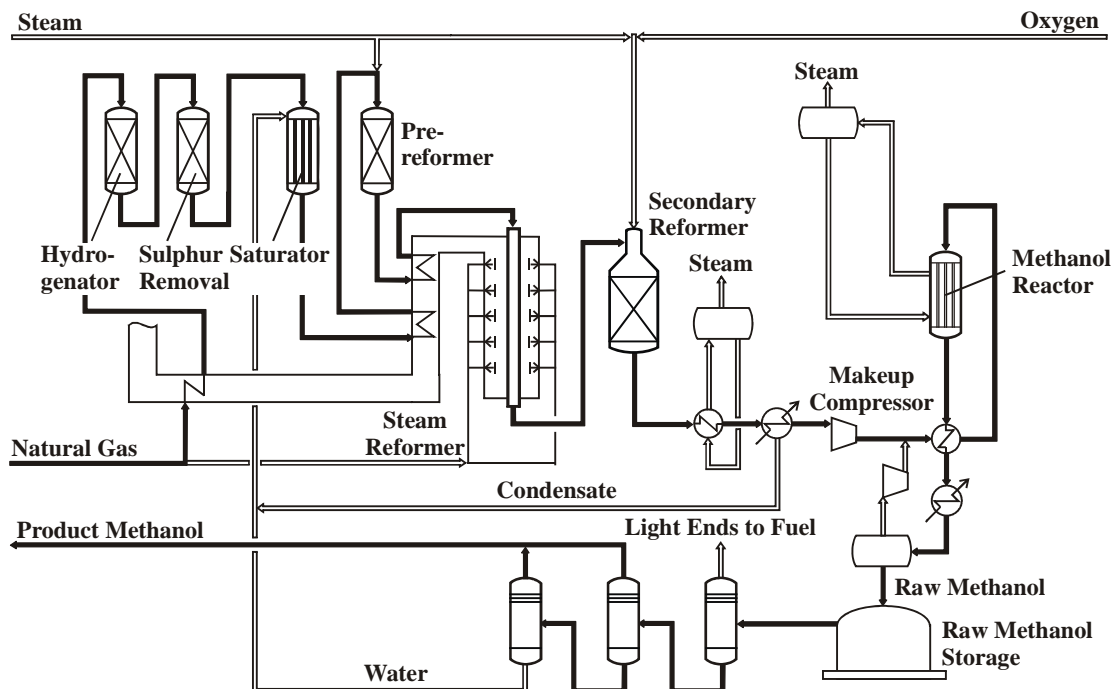 Steam
Oxygen
Steam
Pre-
reformer
Secondary
Reformer
Hydro-
genator
Sulphur
Removal
Saturator
Steam
Methanol
Reactor
Makeup
Compressor
Steam
Reformer
Natural Gas
Condensate
Product Methanol
Light Ends to Fuel
Raw Methanol
Raw Methanol
Storage
Water